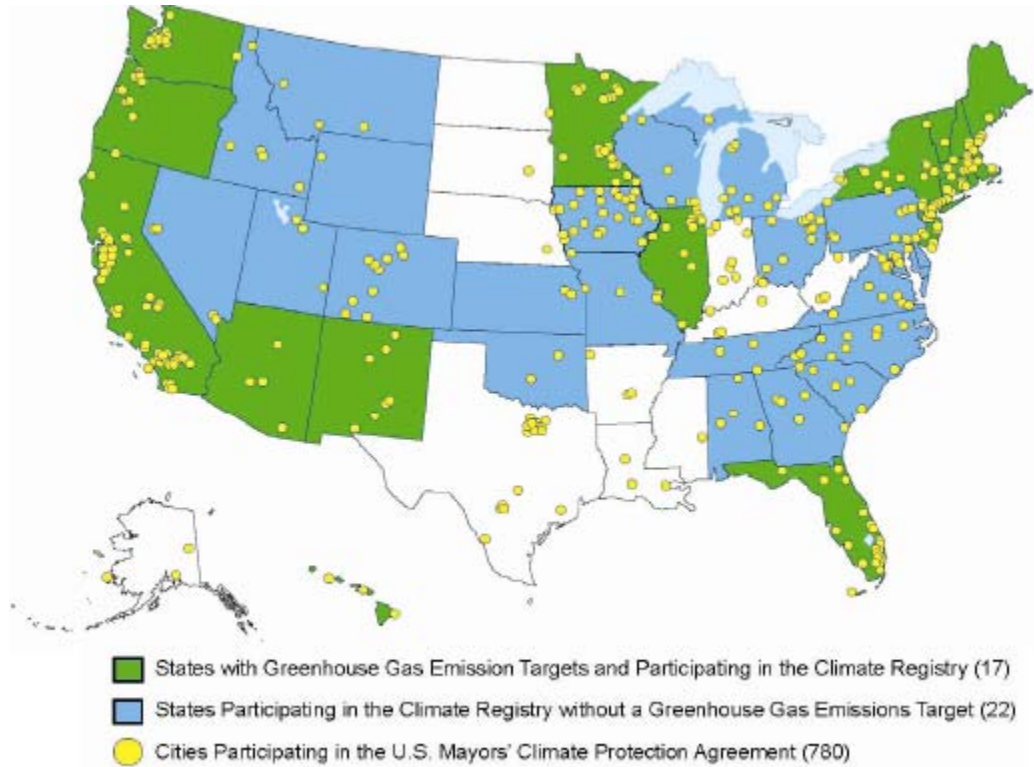 States with Greenhouse Gas Emission Targets and Participating in the Climate Registry (17)
States Participating in the Climate Registry without a Greenhouse Gas Emissions Target (22)
Cities Participating in the U.S. Mayors' Climate Protection Agreement (780)